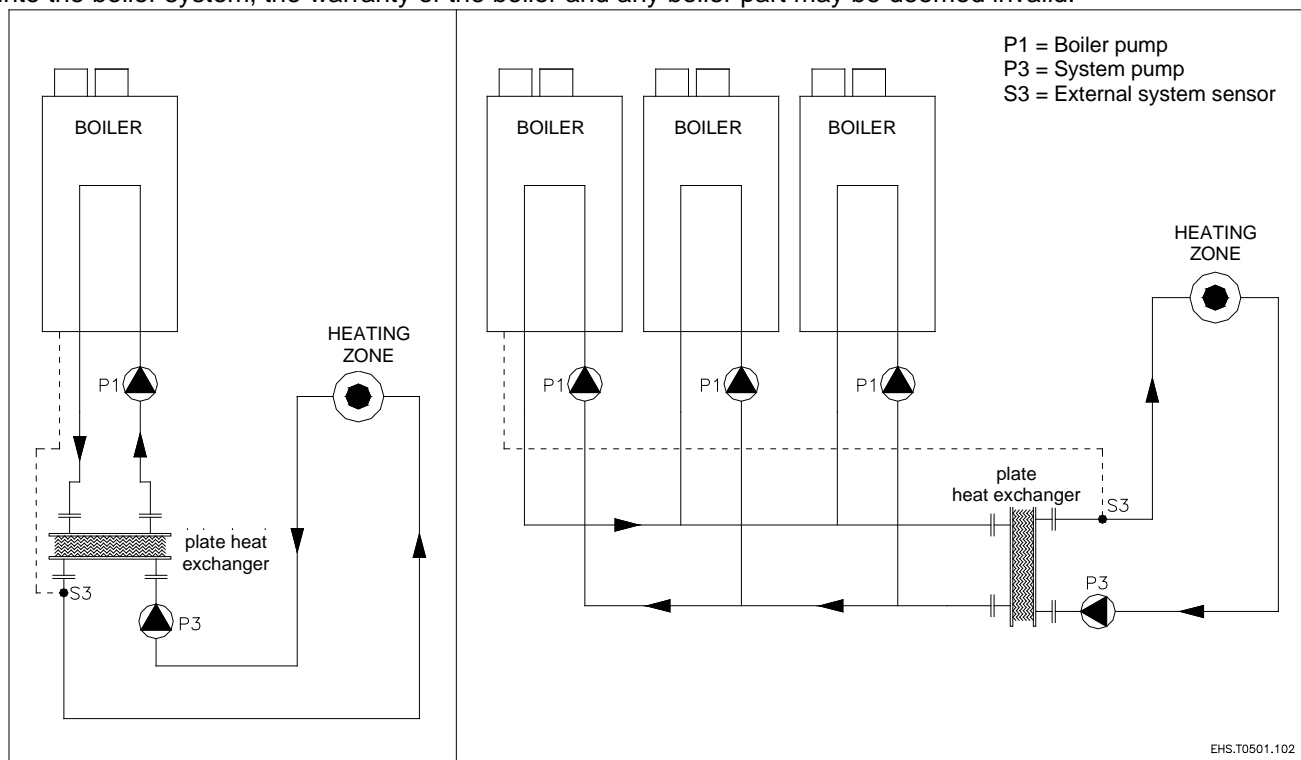 into the boiler system, the warranty of the boiler and any boiler part may be deemed invalid.
BOILER
P1
HEATING
ZONE
plate heat
exchanger
S3
P3
P1 = Boiler pump
P3 = System pump
S3 = External system sensor
BOILER
BOILER
BOILER
P1
P1
P1
HEATING
ZONE
plate
heat exchanger
S3
P3
EHS.T0501.102